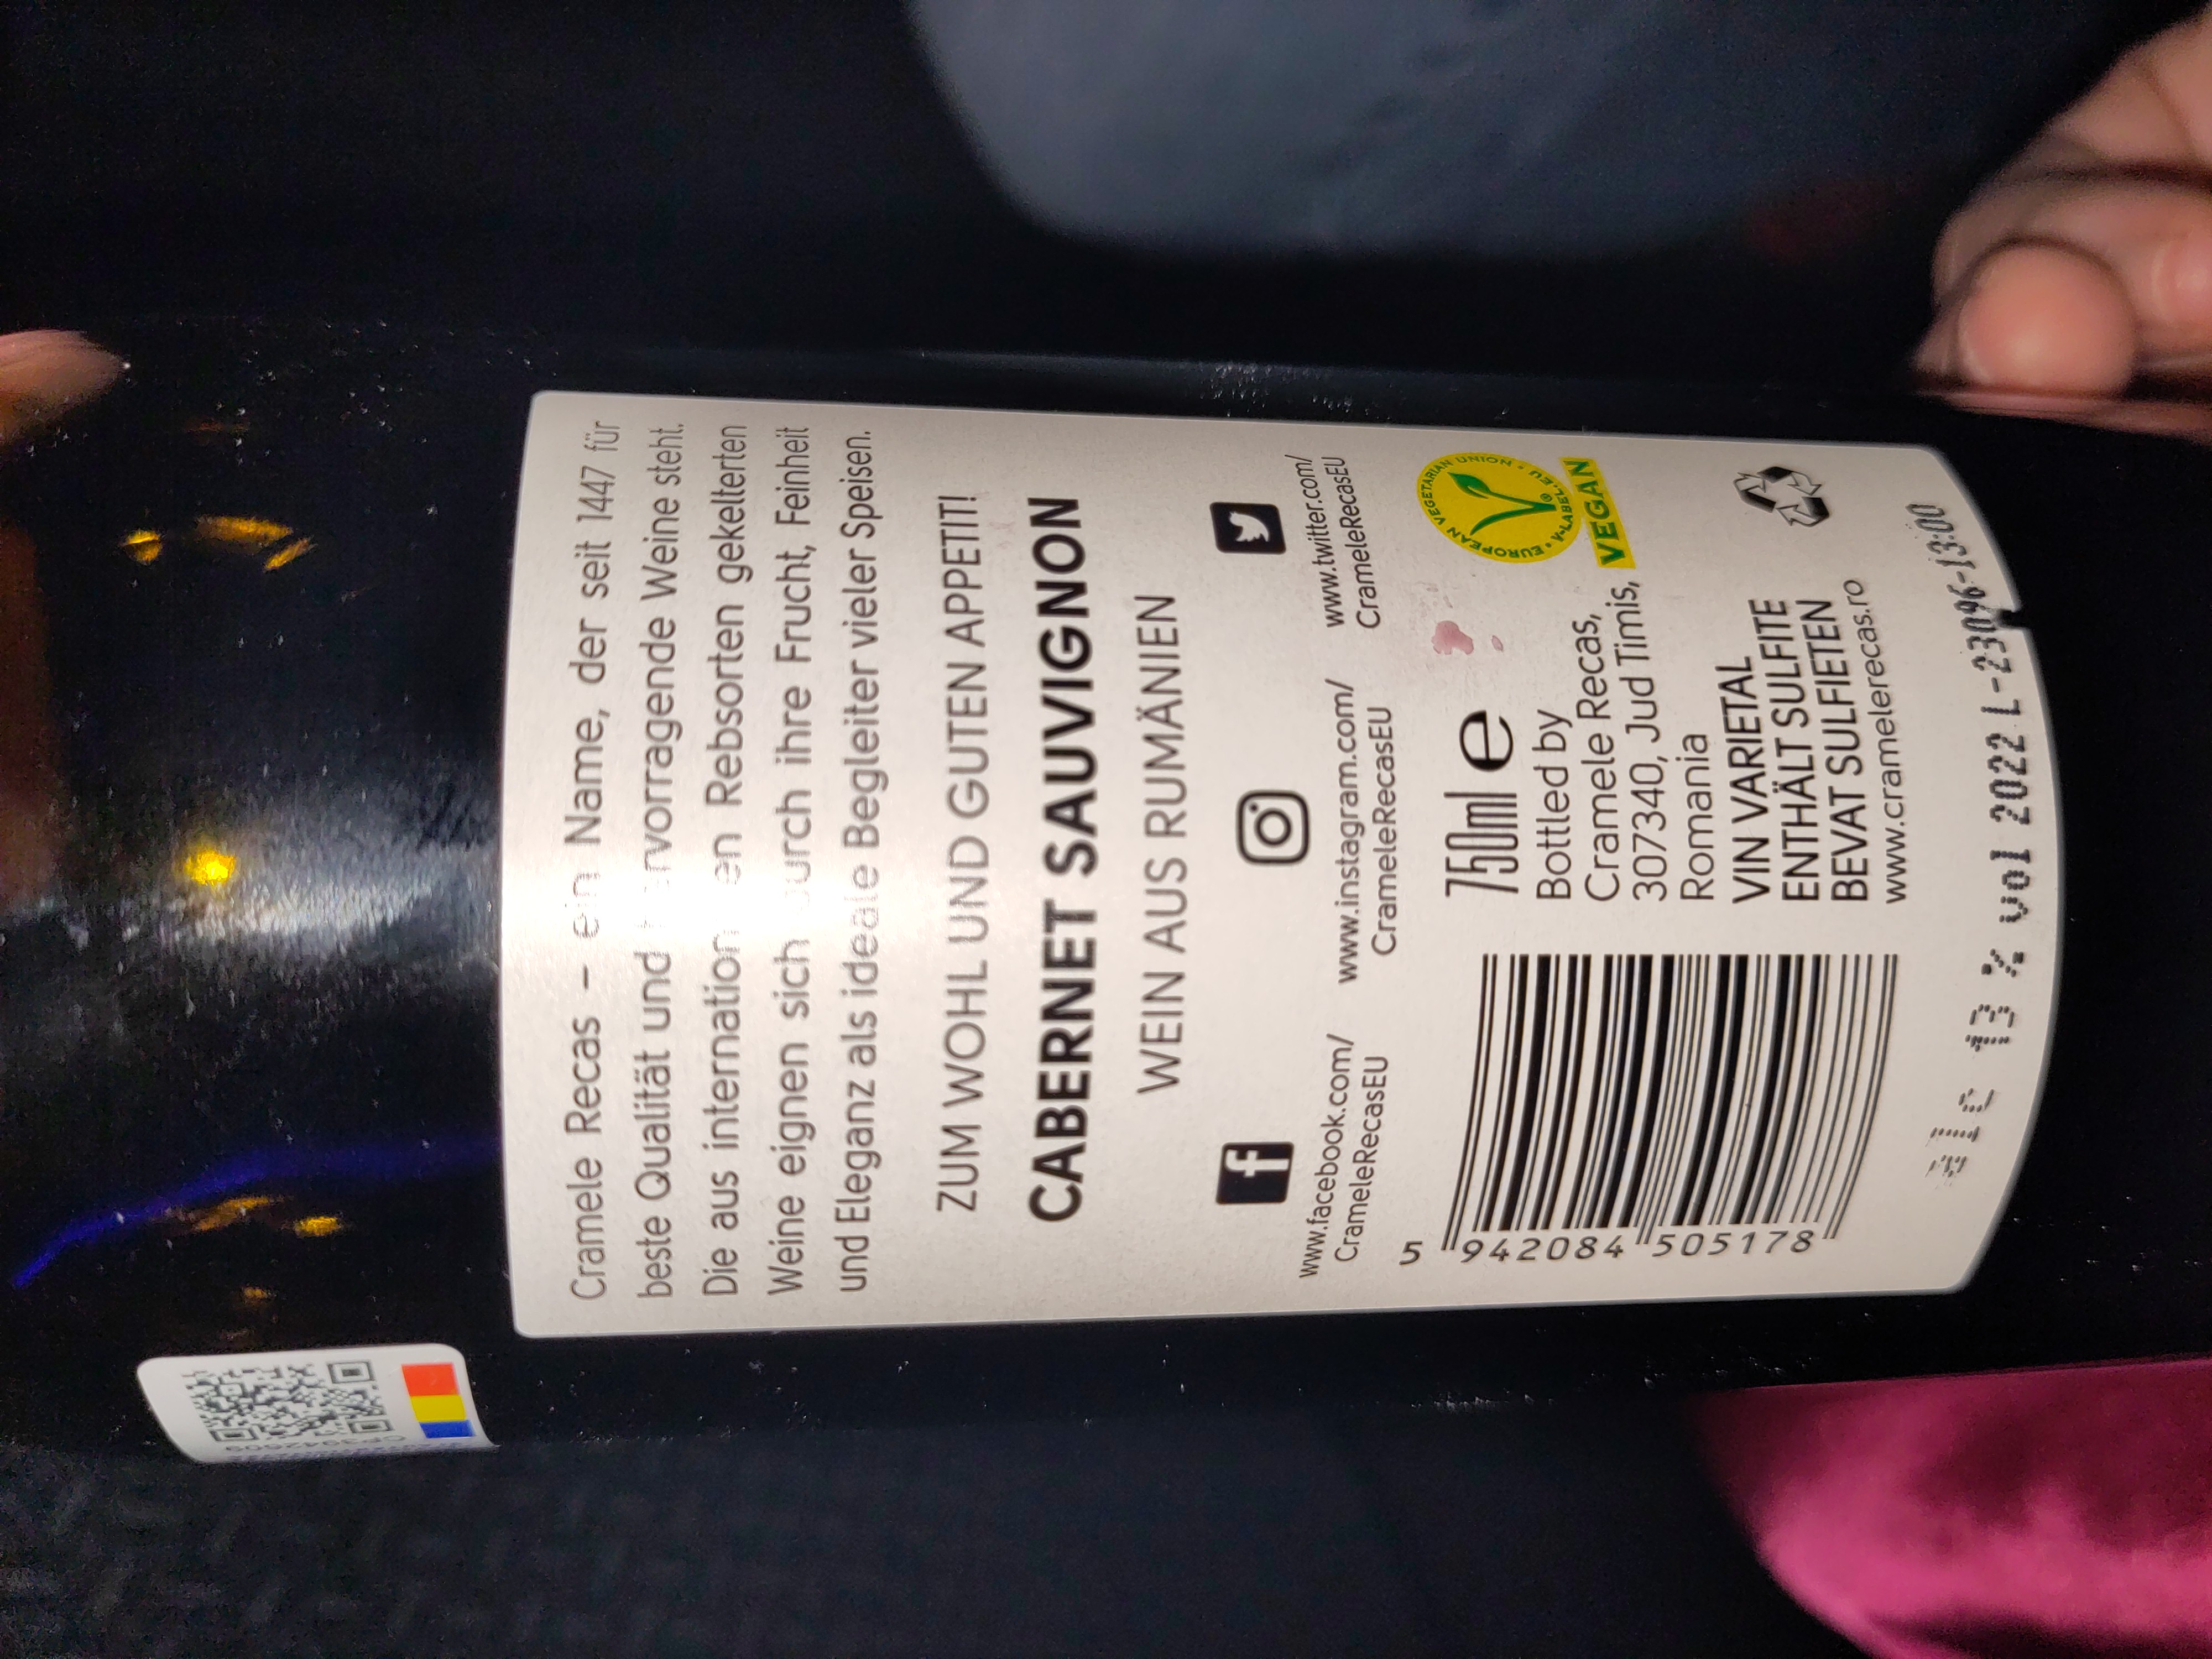 Cramele Recas – ein Name, der seit 1447 für
beste Qualität und hervorragende Weine steht.
Die aus internationalen Rebsorten gekelterten
Weine eignen sich durch ihre Frucht, Feinheit
und Eleganz als ideale Begleiter vieler Speisen.
ZUM WOHL UND GUTEN APPETIT!
CABERNET SAUVIGNON
WEIN AUS RUMÄNIEN
www.facebook.com/
CrameleRecasEU
www.instagram.com/
CrameleRecasEU
www.twitter.com/
CrameleRecasEU
5 942084 505178
750ml e
Bottled by
Cramele Recas,
307340, Jud Timis,
Romania
VIN VARIETAL
ENTHÄLT SULFITE
BEVAT SULFIETEN
www.cramelerecas.ro
EUROPEAN VEGETARIAN UNION • V-LABEL.EU
VEGAN
alc 13 % vol 2022 L-23096-13:00